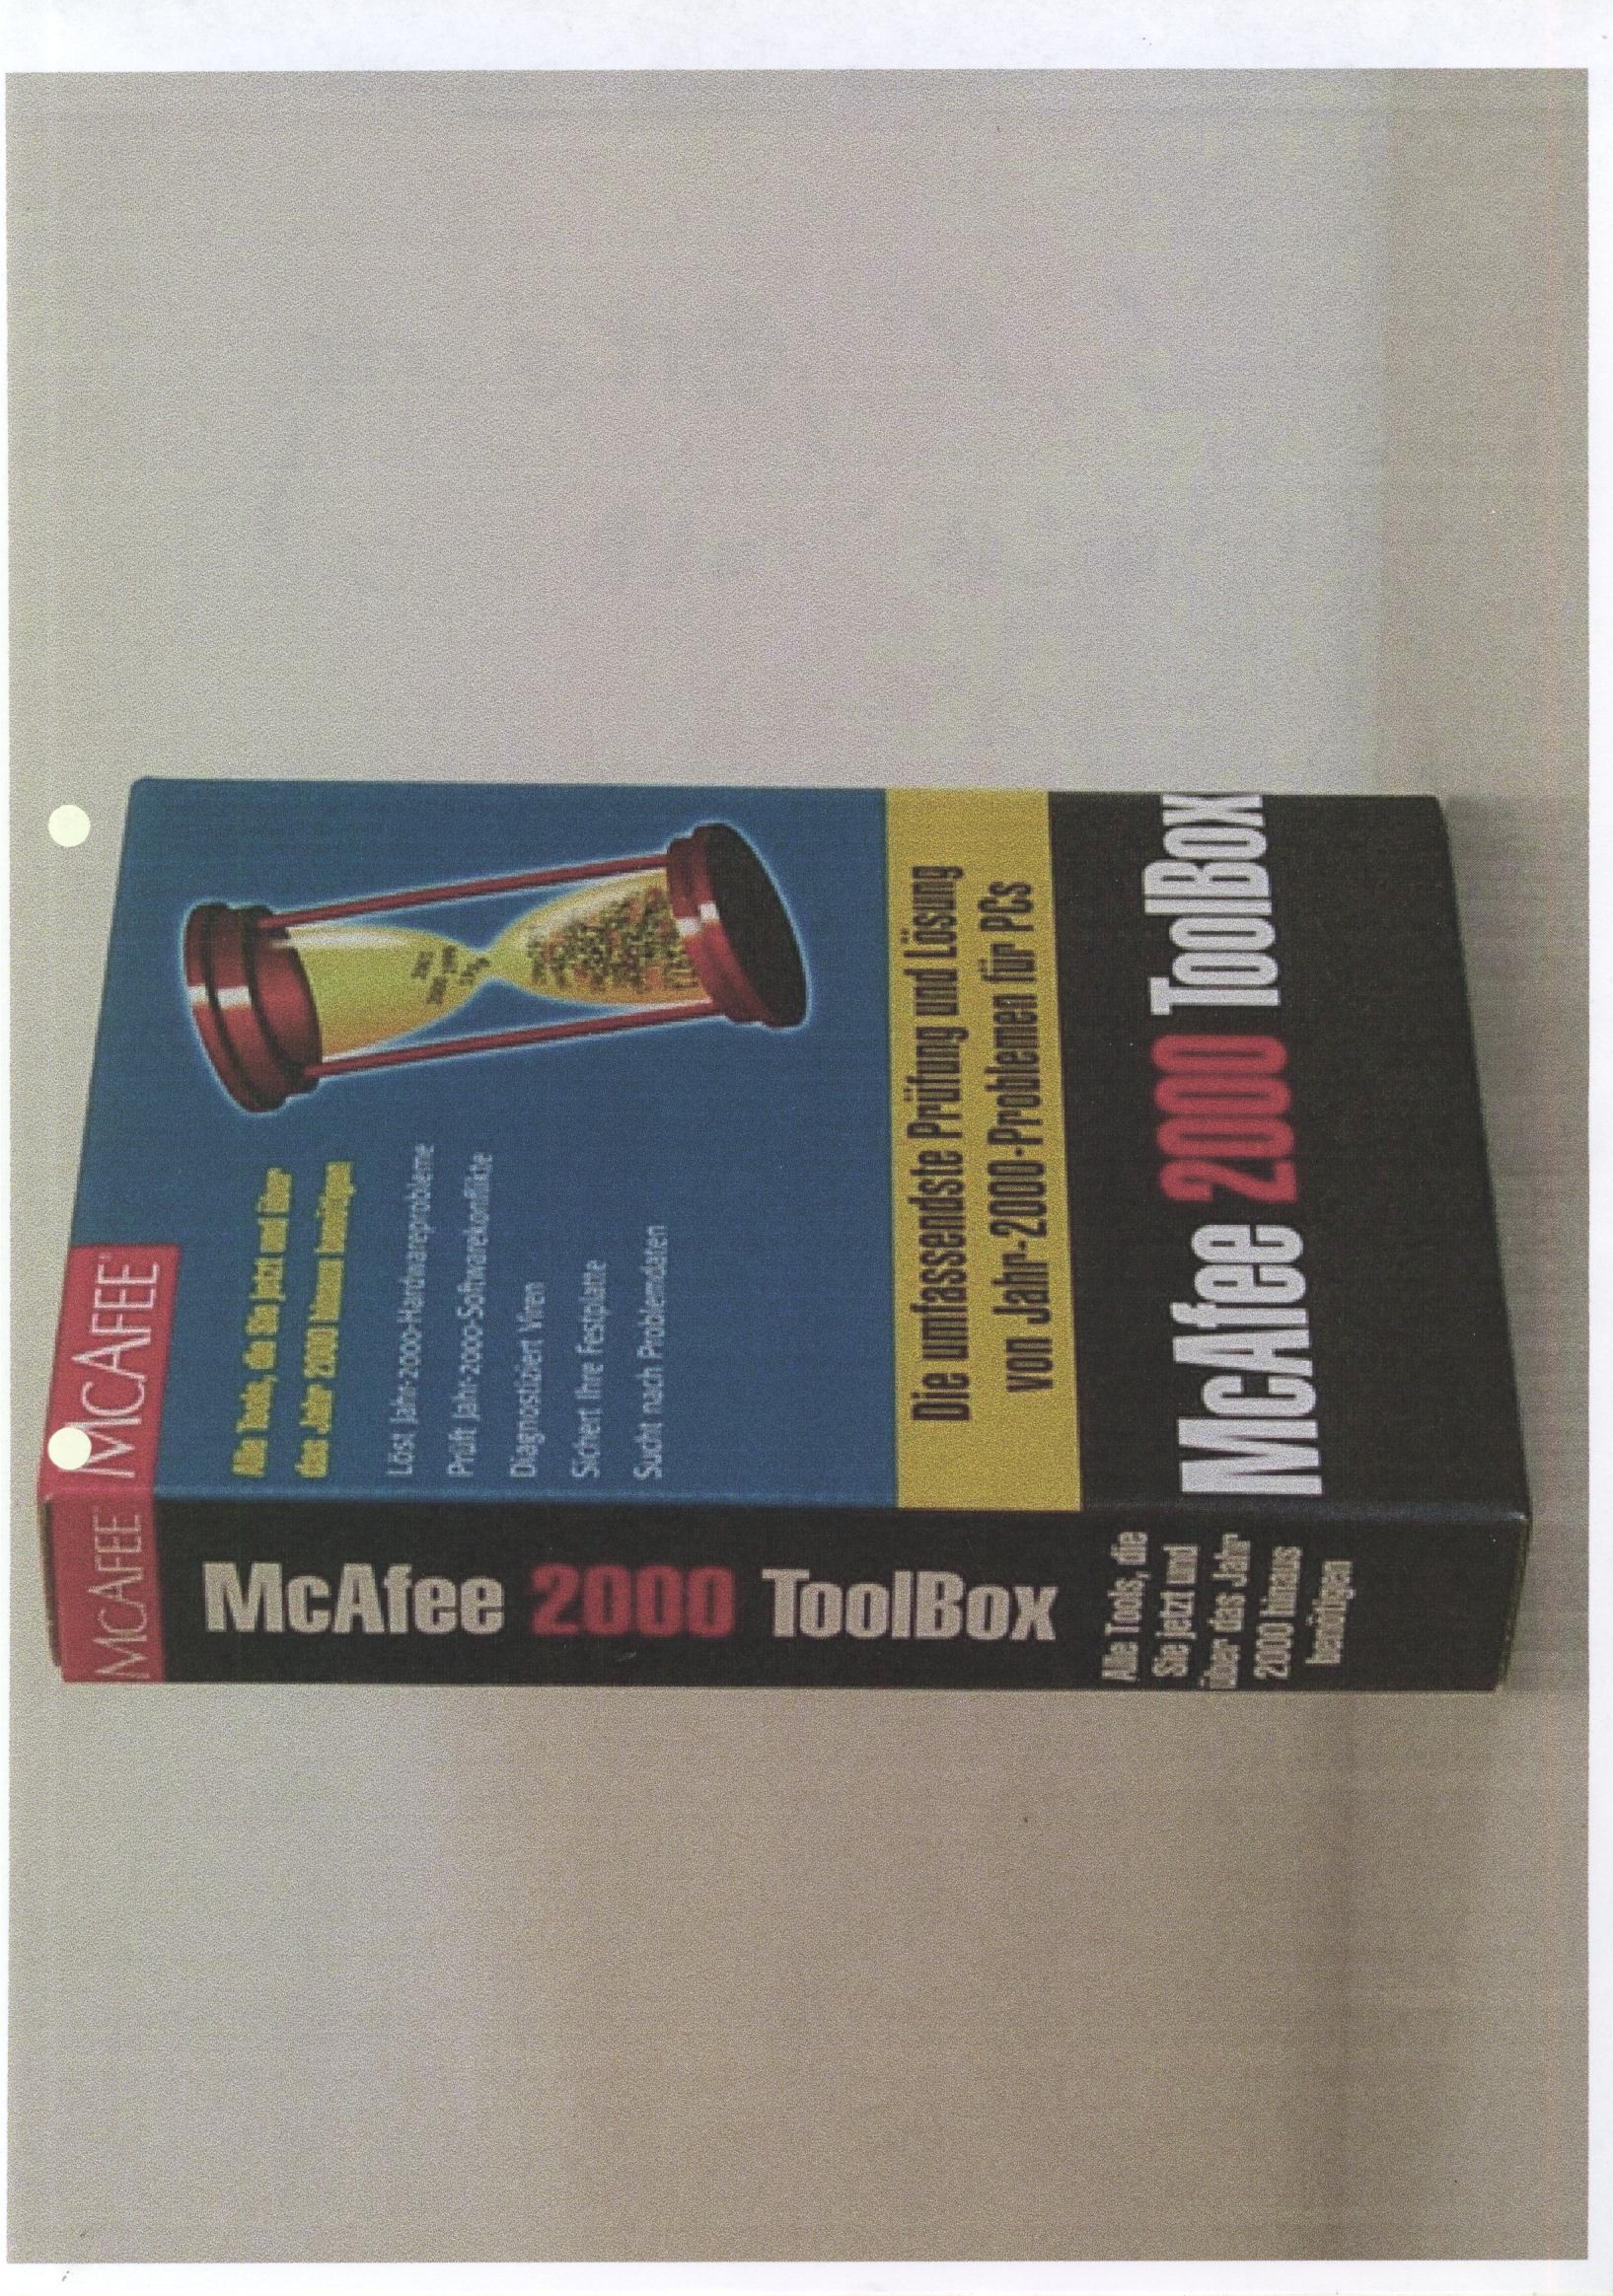 MCAFEE
McAfee 2000 ToolBox
Alle Tools, die
Sie jetzt und
über das Jahr
2000 hinaus
benötigen
MCAFEE
Alle Tools, die Sie jetzt und über
das Jahr 2000 hinaus benötigen
Löst Jahr-2000-Hardwareprobleme
Prüft Jahr-2000-Softwarekonflikte
Diagnostiziert Viren
Sichert Ihre Festplatte
Sucht nach Problemdaten
Die umfassendste Prüfung und Lösung
von Jahr-2000-Problemen für PCs
McAfee 2000 ToolBox